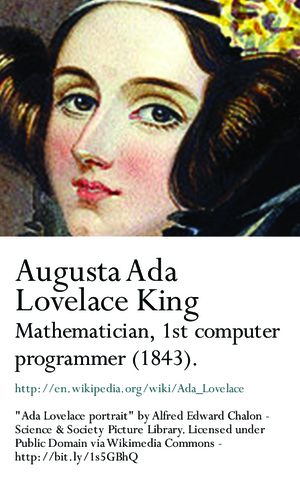 Augusta Ada
Lovelace King
Mathematician, 1st computer
programmer (1843).
http://en.wikipedia.org/wiki/Ada_Lovelace
"Ada Lovelace portrait" by Alfred Edward Chalon -
Science & Society Picture Library. Licensed under
Public Domain via Wikimedia Commons -
http://bit.ly/1s5GBhQ